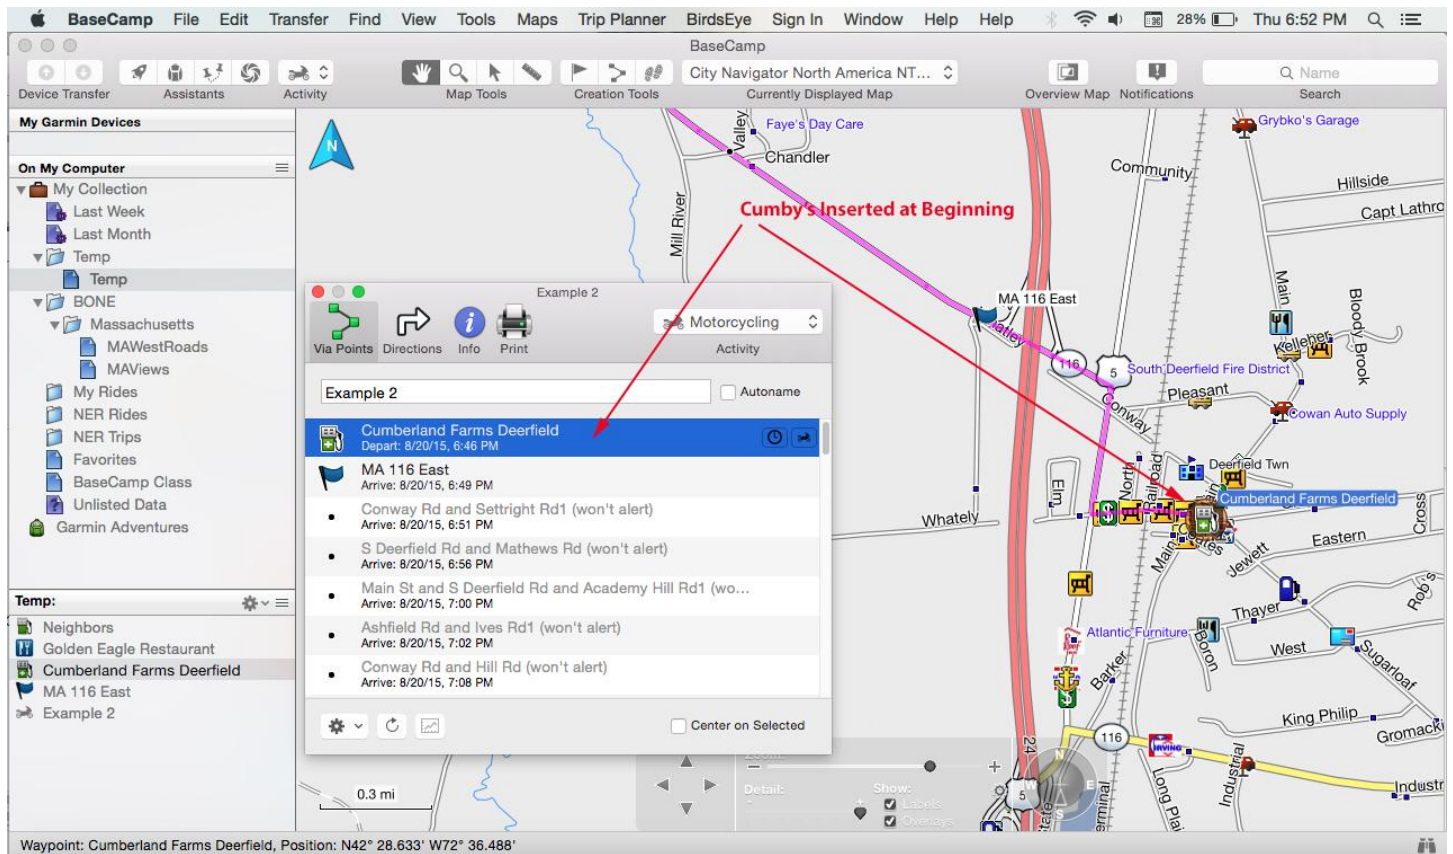 BaseCamp File Edit Transfer Find View Tools Maps Trip Planner BirdsEye Sign In Window Help Help 28% Thu 6:52 PM
BaseCamp
City Navigator North America NT... Name
Device Transfer Assistants Activity Map Tools Creation Tools Currently Displayed Map Overview Map Notifications Search
My Garmin Devices
On My Computer
My Collection
Last Week
Last Month
Temp
Temp
BONE
Massachusetts
MAWestRoads
MAViews
My Rides
NER Rides
NER Trips
Favorites
BaseCamp Class
Unlisted Data
Garmin Adventures
Temp:
Neighbors
Golden Eagle Restaurant
Cumberland Farms Deerfield
MA 116 East
Example 2
Example 2
Via Points Directions Info Print
Motorcycling
Activity
Example 2 Autoname
Cumberland Farms Deerfield
Depart: 8/20/15, 6:46 PM
MA 116 East
Arrive: 8/20/15, 6:49 PM
Conway Rd and Settright Rd1 (won't alert)
Arrive: 8/20/15, 6:51 PM
S Deerfield Rd and Mathews Rd (won't alert)
Arrive: 8/20/15, 6:56 PM
Main St and S Deerfield Rd and Academy Hill Rd1 (wo...
Arrive: 8/20/15, 7:00 PM
Ashfield Rd and Ives Rd1 (won't alert)
Arrive: 8/20/15, 7:02 PM
Conway Rd and Hill Rd (won't alert)
Arrive: 8/20/15, 7:08 PM
Center on Selected
N
Valley
Faye's Day Care
Chandler
Grybko's Garage
Community
Hillside
Capt Lathro
Mill River
Cumby's Inserted at Beginning
MA 116 East
Main
Bloody Brook
Kelleher
116
5
South Deerfield Fire District
Pleasant
Conway
Cowan Auto Supply
Deerfield Twn
Elm
North
Railroad
Main
Cumberland Farms Deerfield
Whately
Cross
Eastern
Main
Coates
Jewett
Rob's
Thayer
Atlantic Furniture
Boron
West
Sugarloaf
Barker
King Philip
Gromacki
116
IRVING
24
Industrial
Industr
Long Plai
5
N
W
E
S
0.3 mi
Zoom:
Detail:
Show:
Labels
Overlays
Waypoint: Cumberland Farms Deerfield, Position: N42° 28.633' W72° 36.488'